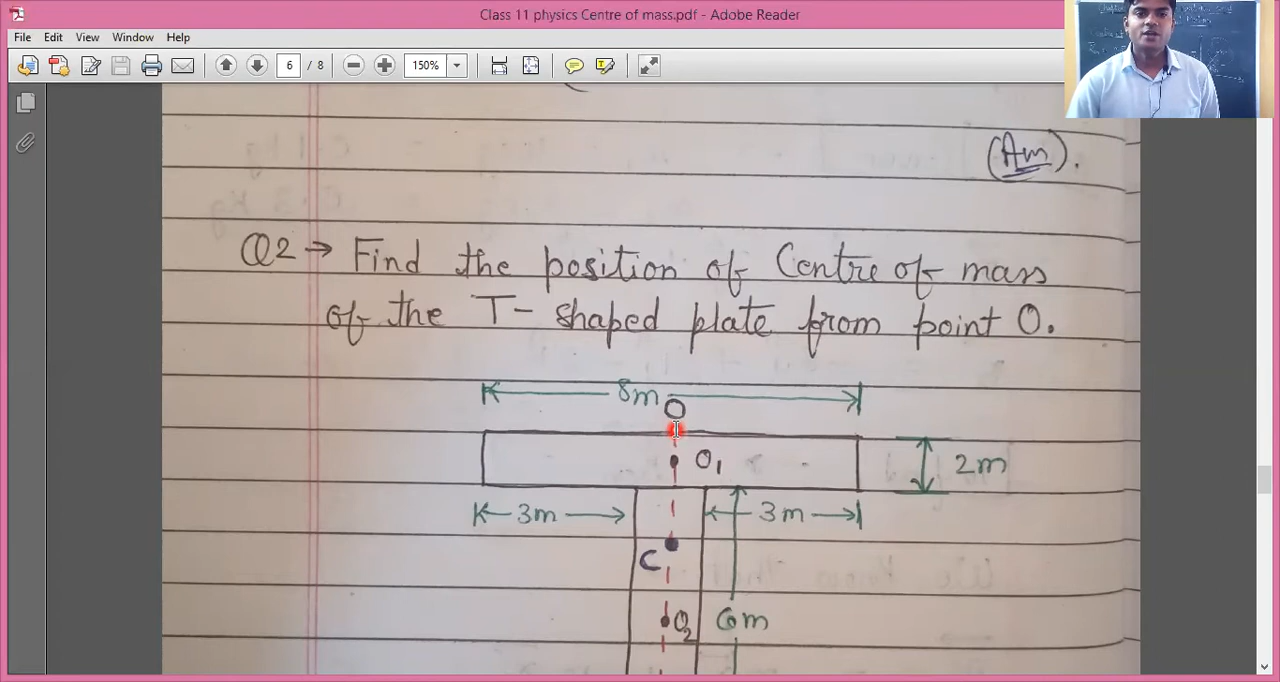 Class 11 physics Centre of mass.pdf - Adobe Reader
File Edit View Window Help
6 / 8 150%
(Am).
Q2 → Find the position of Centre of mass
of the T- shaped plate from point O.
8m
O
O1
2m
3m 3m
C
O2 6m